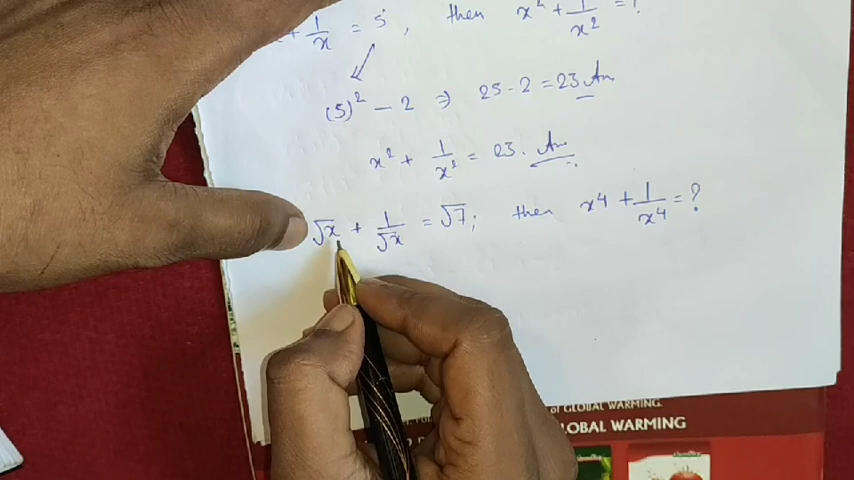 x + 1/x = 5, then x² + 1/x² = ?
(5)² - 2 ⇒ 25 - 2 = 23 Ans
x² + 1/x² = 23. Ans
√x + 1/√x = √7; then x⁴ + 1/x⁴ = ?
OF GLOBAL WARMING.
GLOBAL WARMING.